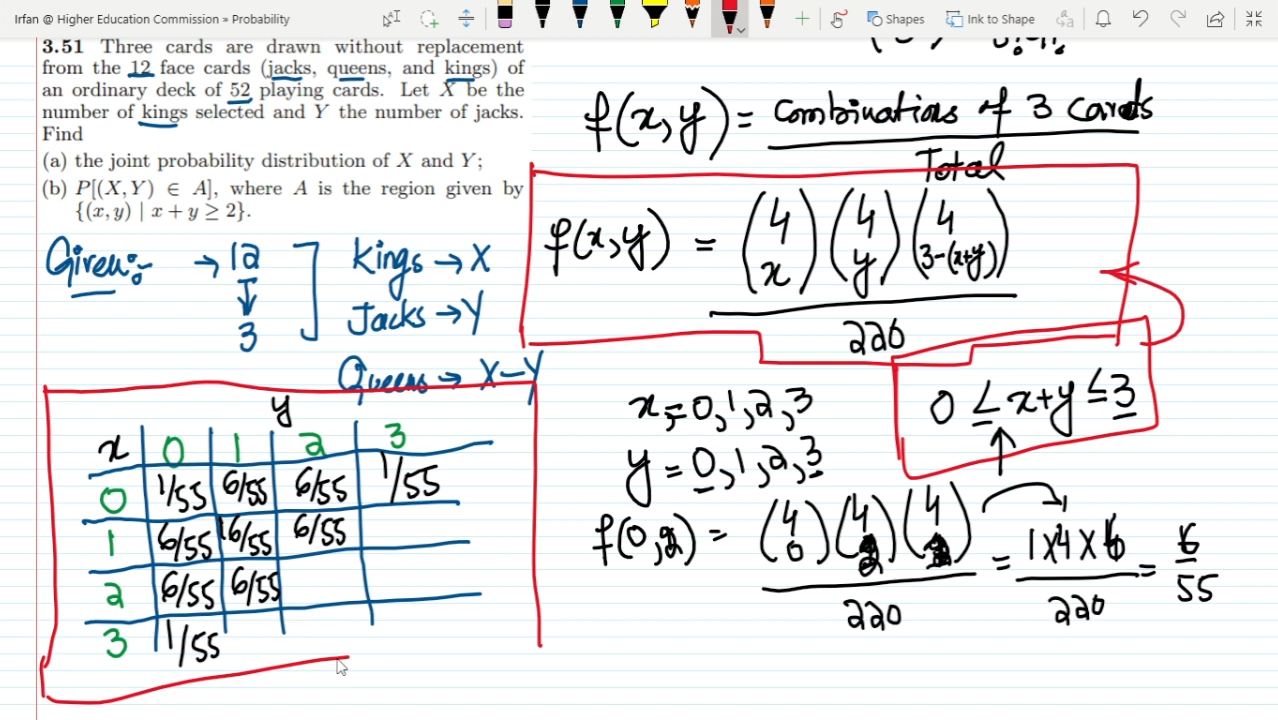 Irfan @ Higher Education Commission » Probability
Shapes
Ink to Shape
3.51 Three cards are drawn without replacement
from the 12 face cards (jacks, queens, and kings) of
an ordinary deck of 52 playing cards. Let X be the
number of kings selected and Y the number of jacks.
Find
(a) the joint probability distribution of X and Y;
(b) P[(X,Y) ∈ A], where A is the region given by
{(x,y) | x + y ≥ 2}.
Given:- → 12
↓
3
Kings → X
Jacks → Y
Queens → X-Y
y
x 0 1 2 3
0 1/55 6/55 6/55 1/55
1 6/55 16/55 6/55
2 6/55 6/55
3 1/55
f(x,y) = Combinations of 3 Cards
Total
f(x,y) = (4 x) (4 y) (4 3-(x+y))
220
x = 0,1,2,3
y = 0,1,2,3
0 ≤ x+y ≤ 3
f(0,2) = (4 0) (4 2) (4
220
= 1x4x6
220
= 6
55